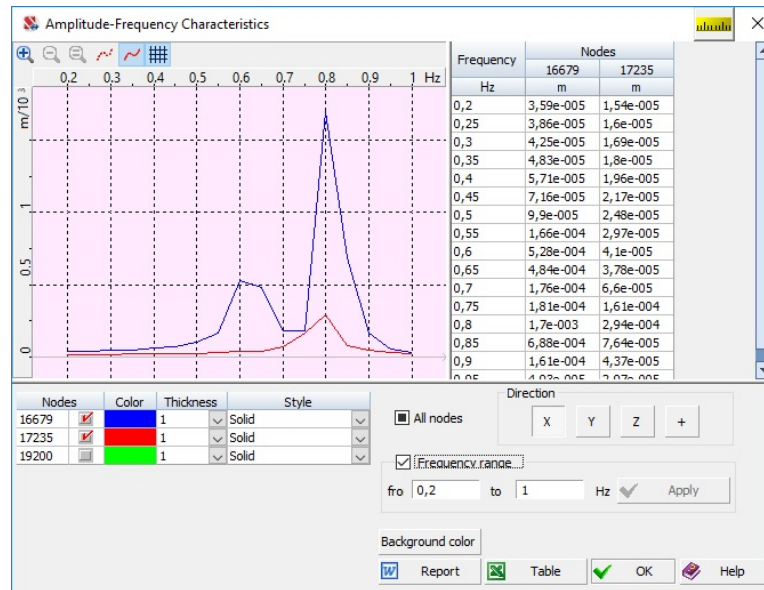 Amplitude-Frequency Characteristics
0,2 0,3 0,4 0,5 0,6 0,7 0,8 0,9 1 Hz
m/10 3
1
0.5
0
Frequency Nodes
16679 17235
Hz m m
0,2 3,59e-005 1,54e-005
0,25 3,86e-005 1,6e-005
0,3 4,25e-005 1,69e-005
0,35 4,83e-005 1,8e-005
0,4 5,71e-005 1,96e-005
0,45 7,16e-005 2,17e-005
0,5 9,9e-005 2,48e-005
0,55 1,66e-004 2,97e-005
0,6 5,28e-004 4,1e-005
0,65 4,84e-004 3,78e-005
0,7 1,76e-004 6,6e-005
0,75 1,81e-004 1,61e-004
0,8 1,7e-003 2,94e-004
0,85 6,88e-004 7,64e-005
0,9 1,61e-004 4,37e-005
Nodes Color Thickness Style
16679 1 Solid
17235 1 Solid
19200 1 Solid
All nodes
Direction
X Y Z +
Frequency range
fro 0,2 to 1 Hz Apply
Background color
Report Table OK Help